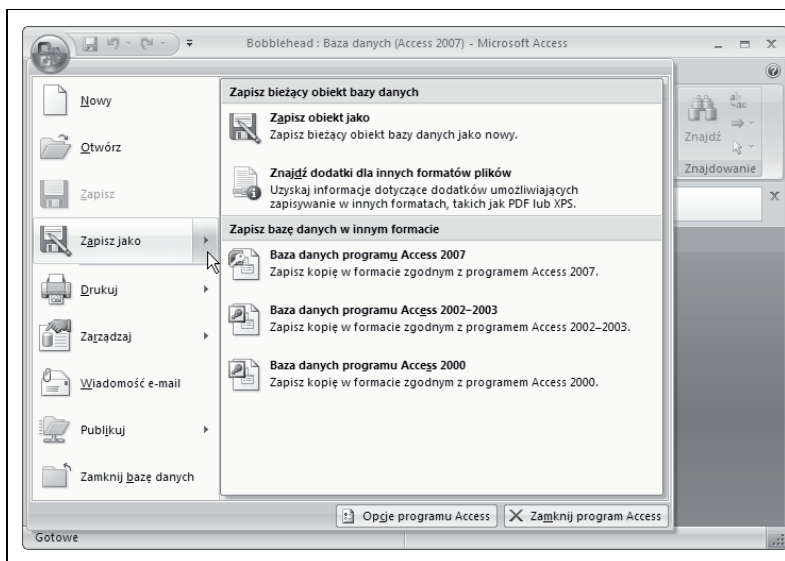 Bobblehead : Baza danych (Access 2007) - Microsoft Access
Nowy
Otwórz
Zapisz
Zapisz jako
Drukuj
Zarządzaj
Wiadomość e-mail
Publikuj
Zamknij bazę danych
Zapisz bieżący obiekt bazy danych
Zapisz obiekt jako
Zapisz bieżący obiekt bazy danych jako nowy.
Znajdź dodatki dla innych formatów plików
Uzyskaj informacje dotyczące dodatków umożliwiających
zapisywanie w innych formatach, takich jak PDF lub XPS.
Zapisz bazę danych w innym formacie
Baza danych programu Access 2007
Zapisz kopię w formacie zgodnym z programem Access 2007.
Baza danych programu Access 2002–2003
Zapisz kopię w formacie zgodnym z programem Access 2002–2003.
Baza danych programu Access 2000
Zapisz kopię w formacie zgodnym z programem Access 2000.
Znajdź
Znajdowanie
Opcje programu Access
Zamknij program Access
Gotowe